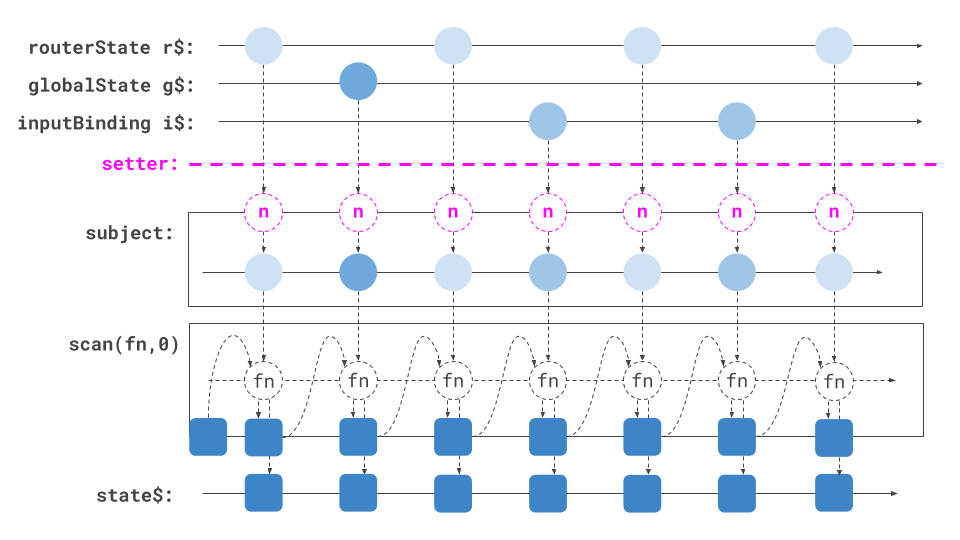 routerState r$:
globalState g$:
inputBinding i$:
setter:
n n n n n n n
subject:
scan(fn,0)
fn fn fn fn fn fn fn
state$: